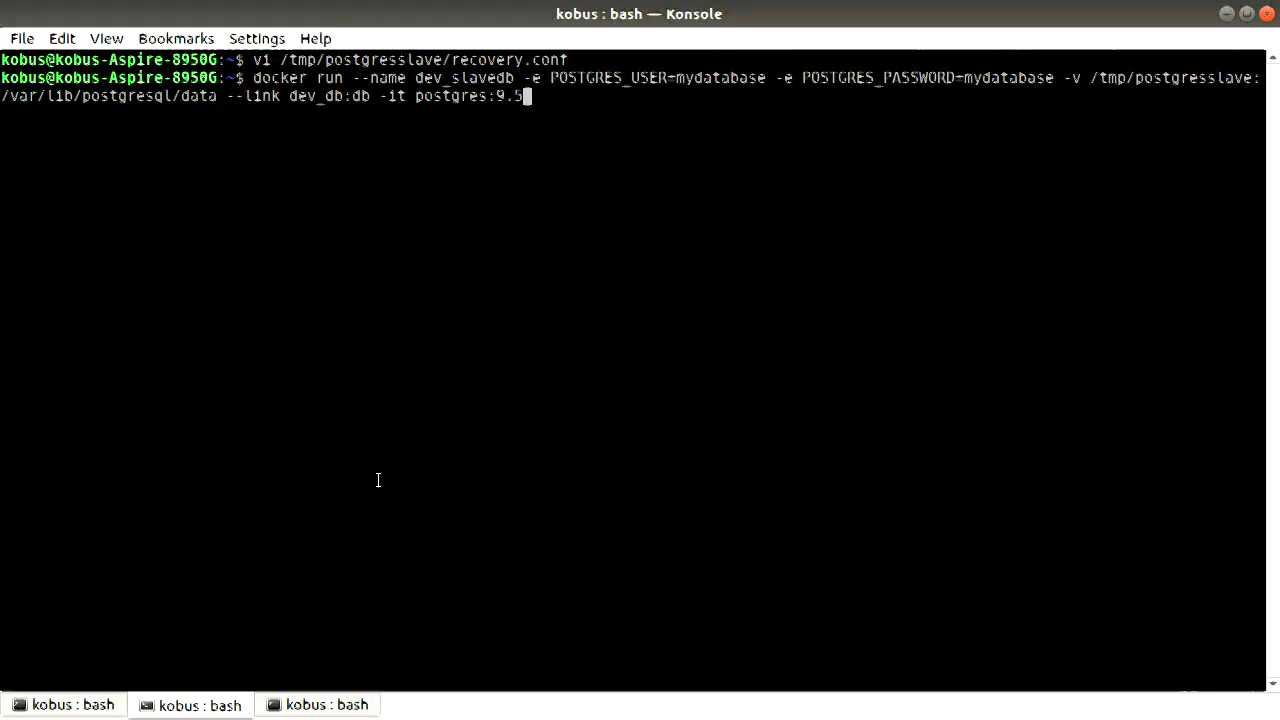 kobus : bash — Konsole
File Edit View Bookmarks Settings Help
kobus@kobus-Aspire-8950G:~$ vi /tmp/postgresslave/recovery.conf
kobus@kobus-Aspire-8950G:~$ docker run --name dev_slavedb -e POSTGRES_USER=mydatabase -e POSTGRES_PASSWORD=mydatabase -v /tmp/postgresslave:
/var/lib/postgresql/data --link dev_db:db -it postgres:9.5
kobus : bash kobus : bash kobus : bash